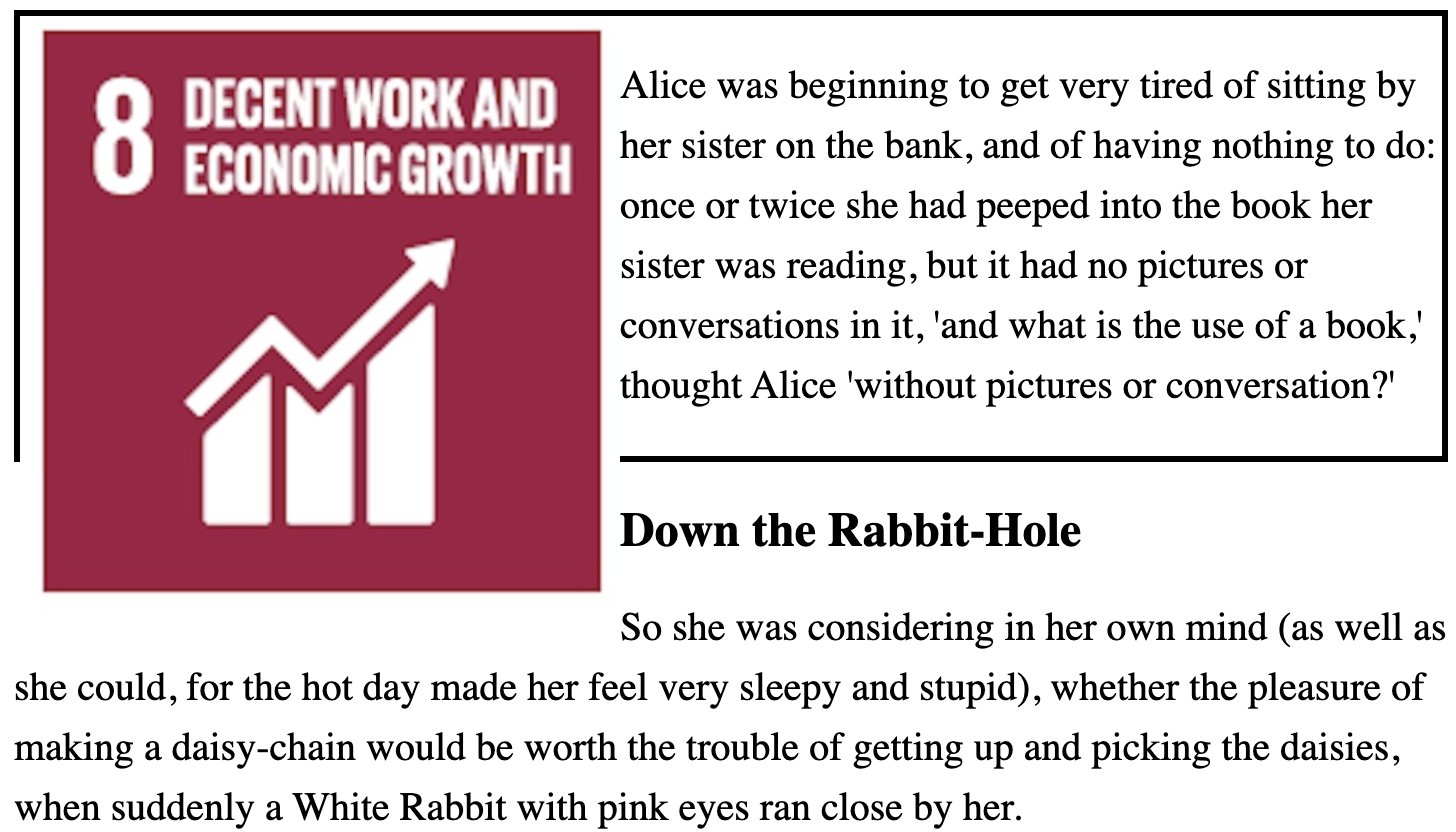 8 DECENT WORK AND
ECONOMIC GROWTH
Alice was beginning to get very tired of sitting by
her sister on the bank, and of having nothing to do:
once or twice she had peeped into the book her
sister was reading, but it had no pictures or
conversations in it, 'and what is the use of a book,'
thought Alice 'without pictures or conversation?'
Down the Rabbit-Hole
So she was considering in her own mind (as well as
she could, for the hot day made her feel very sleepy and stupid), whether the pleasure of
making a daisy-chain would be worth the trouble of getting up and picking the daisies,
when suddenly a White Rabbit with pink eyes ran close by her.